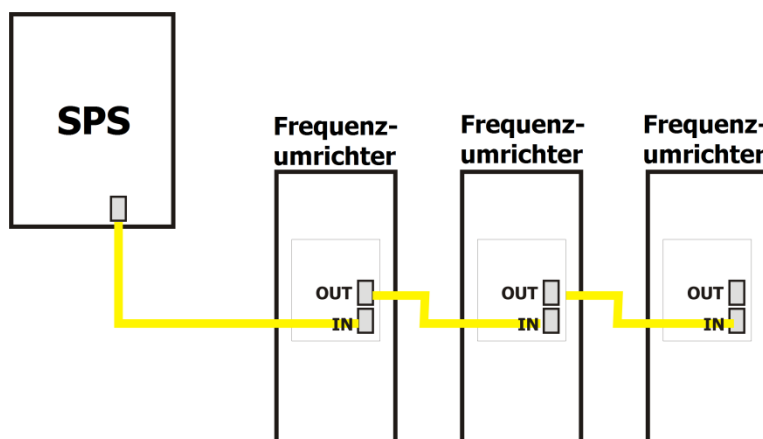 SPS
Frequenz-
umrichter
Frequenz-
umrichter
Frequenz-
umrichter
OUT
IN
OUT
IN
OUT
IN